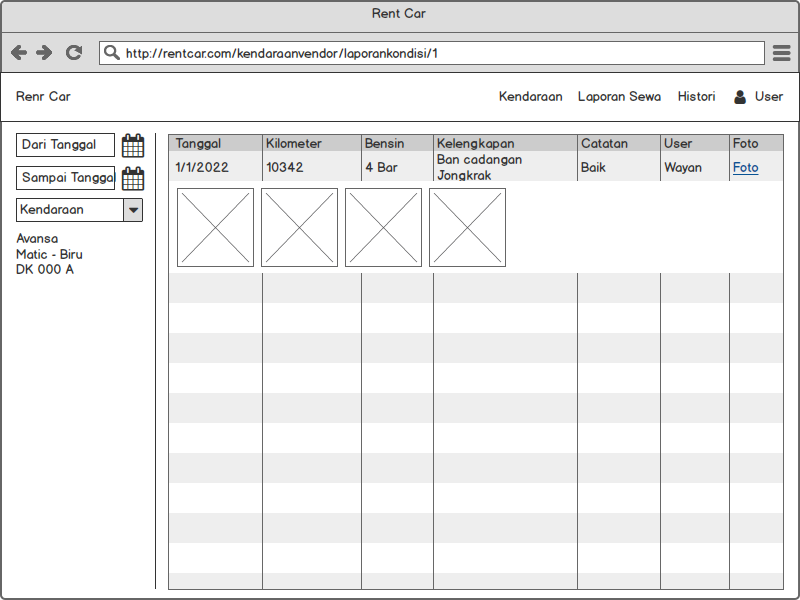 Rent Car
http://rentcar.com/kendaraanvendor/laporankondisi/1
Renr Car
Kendaraan Laporan Sewa Histori User
Dari Tanggal
Sampai Tanggal
Kendaraan
Avansa
Matic - Biru
DK 000 A
Tanggal Kilometer Bensin Kelengkapan Catatan User Foto
1/1/2022 10342 4 Bar Ban cadangan Baik Wayan Foto
Jongkrak